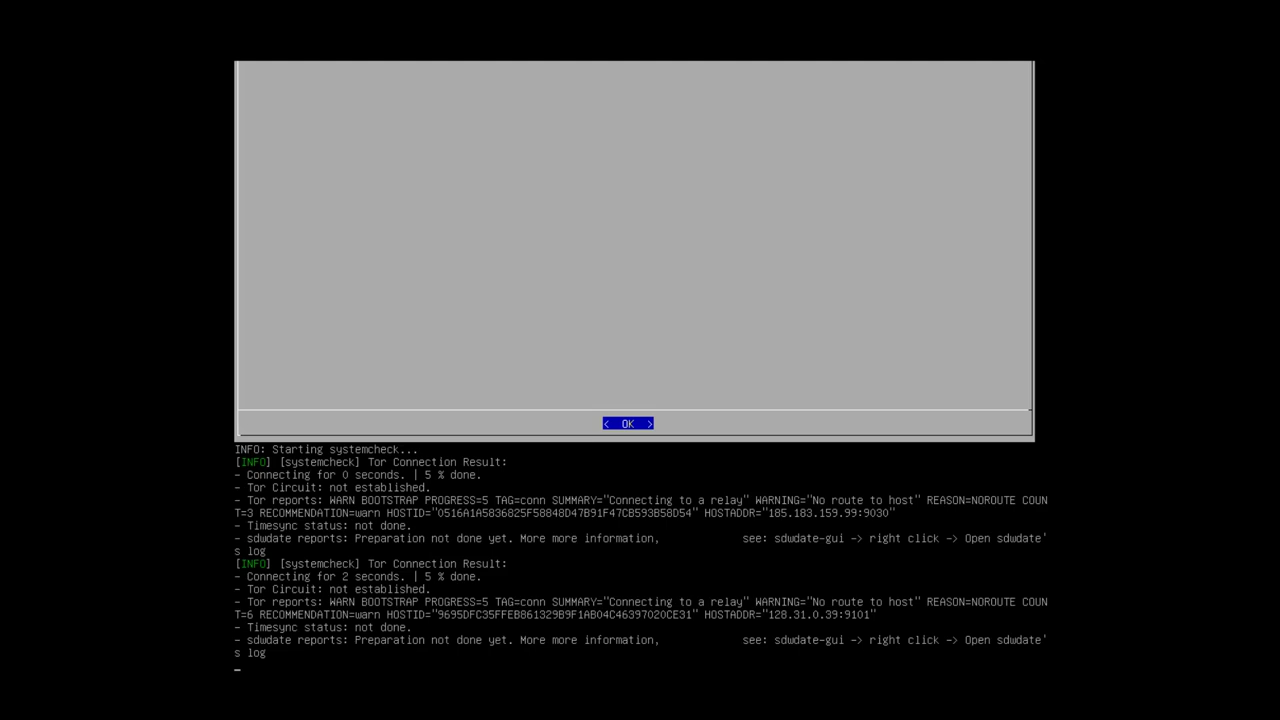 < OK >
INFO: Starting systemcheck...
[INFO] [systemcheck] Tor Connection Result:
- Connecting for 0 seconds. | 5 % done.
- Tor Circuit: not established.
- Tor reports: WARN BOOTSTRAP PROGRESS=5 TAG=conn SUMMARY="Connecting to a relay" WARNING="No route to host" REASON=NOROUTE COUN
T=3 RECOMMENDATION=warn HOSTID="0516A1A5836825F58848D47B91F47CB593B58D54" HOSTADDR="185.183.159.99:9030"
- Timesync status: not done.
- sdwdate reports: Preparation not done yet. More more information, see: sdwdate-gui -> right click -> Open sdwdate'
s log
[INFO] [systemcheck] Tor Connection Result:
- Connecting for 2 seconds. | 5 % done.
- Tor Circuit: not established.
- Tor reports: WARN BOOTSTRAP PROGRESS=5 TAG=conn SUMMARY="Connecting to a relay" WARNING="No route to host" REASON=NOROUTE COUN
T=6 RECOMMENDATION=warn HOSTID="9695DFC35FFEB861329B9F1AB04C46397020CE31" HOSTADDR="128.31.0.39:9101"
- Timesync status: not done.
- sdwdate reports: Preparation not done yet. More more information, see: sdwdate-gui -> right click -> Open sdwdate'
s log